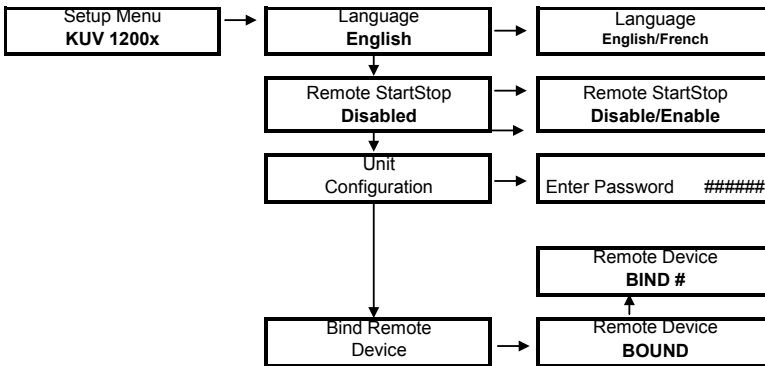 Setup Menu
KUV 1200x
Language
English
Language
English/French
Remote StartStop
Disabled
Remote StartStop
Disable/Enable
Unit
Configuration
Enter Password ######
Remote Device
BIND #
Bind Remote
Device
Remote Device
BOUND